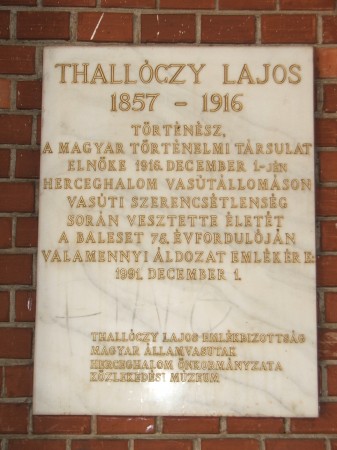 THALLÓCZY LAJOS
1857 - 1916
TÖRTÉNÉSZ,
A MAGYAR TÖRTÉNELMI TÁRSULAT
ELNÖKE 1916. DECEMBER 1.-JÉN
HERCEGHALOM VASÚTÁLLOMÁSON
VASÚTI SZERENCSÉTLENSÉG
SORÁN VESZTETTE ÉLETÉT
A BALESET 75. ÉVFORDULÓJÁN
VALAMENNYI ÁLDOZAT EMLÉKÉRE:
1991. DECEMBER 1.
THALLÓCZY LAJOS EMLÉKBIZOTTSÁG
MAGYAR ÁLLAMVASUTAK
HERCEGHALOM ÖNKORMÁNYZATA
KÖZLEKEDÉSI MÚZEUM